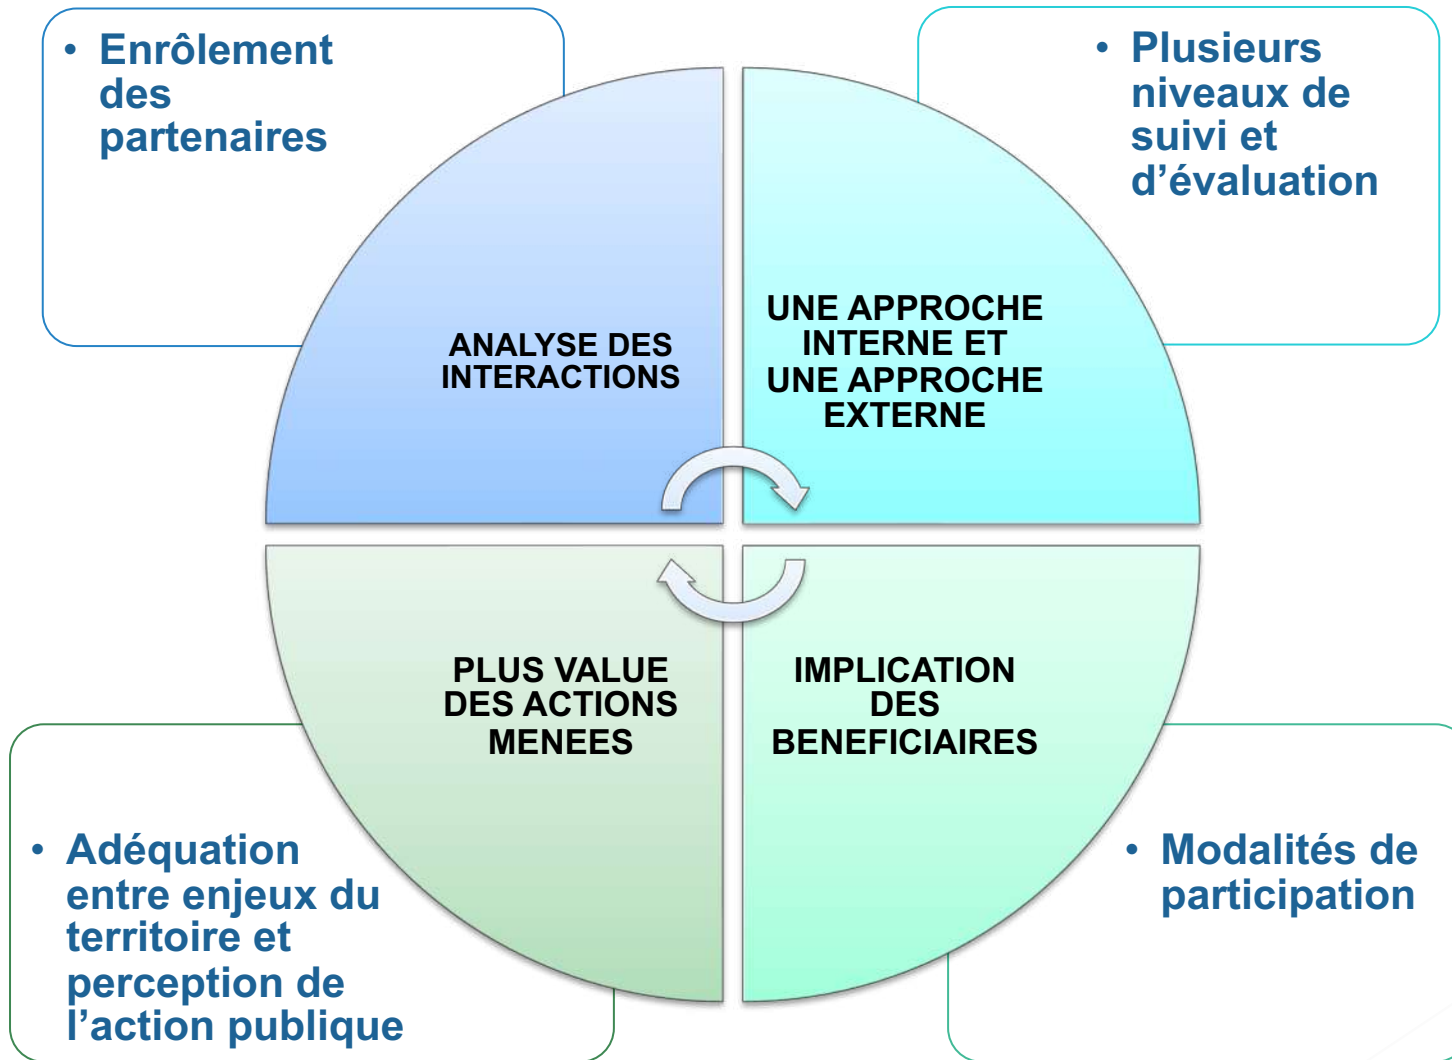 • Enrôlement
des
partenaires
• Plusieurs
niveaux de
suivi et
d’évaluation
ANALYSE DES
INTERACTIONS
UNE APPROCHE
INTERNE ET
UNE APPROCHE
EXTERNE
PLUS VALUE
DES ACTIONS
MENEES
IMPLICATION
DES
BENEFICIAIRES
• Adéquation
entre enjeux du
territoire et
perception de
l’action publique
• Modalités de
participation